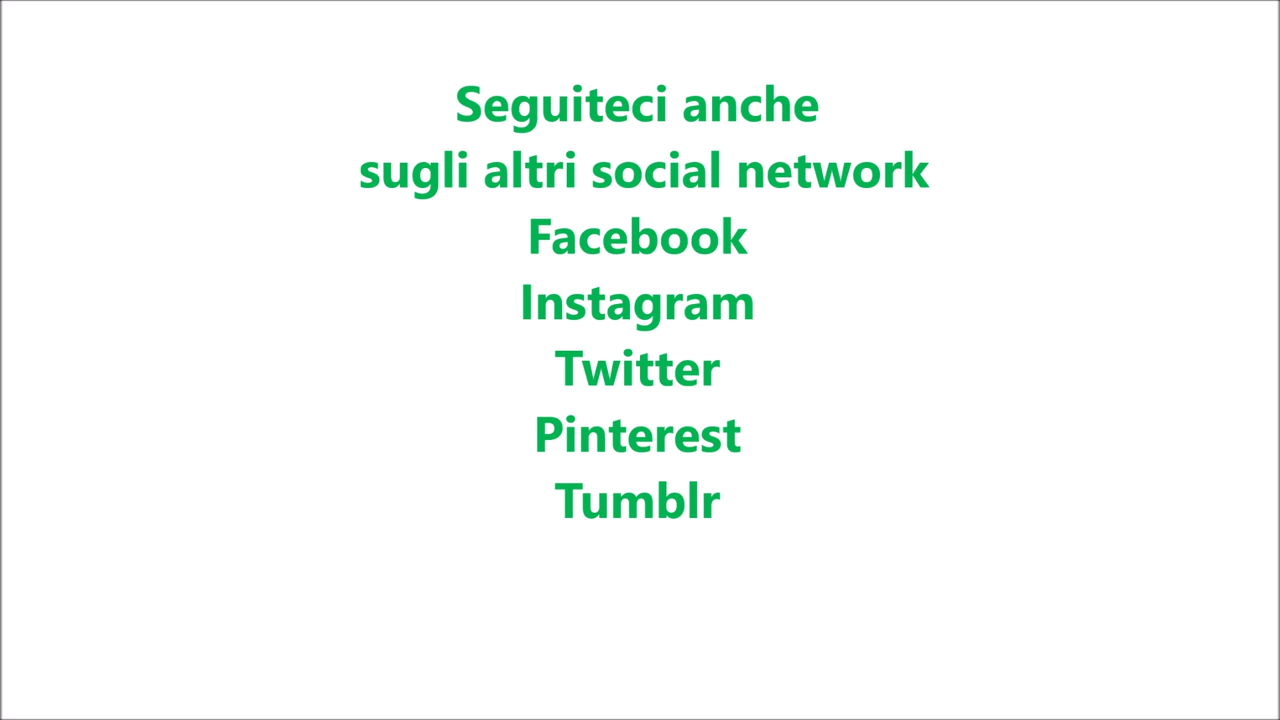 Seguiteci anche
sugli altri social network
Facebook
Instagram
Twitter
Pinterest
Tumblr